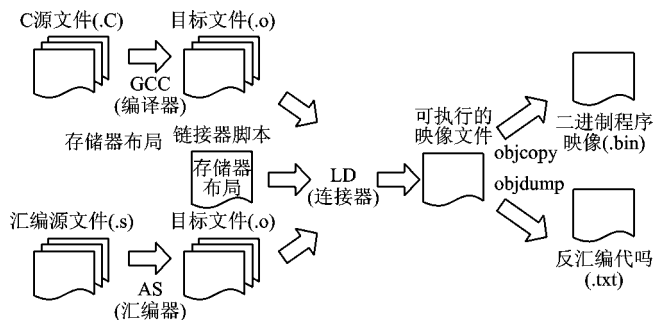 C源文件(.C)
目标文件(.o)
GCC
(编译器)
存储器布局
链接器脚本
存储器
布局
LD
(连接器)
可执行的
映像文件
objcopy
objdump
二进制程序
映像(.bin)
汇编源文件(.s)
目标文件(.o)
AS
(汇编器)
反汇编代吗
(.txt)